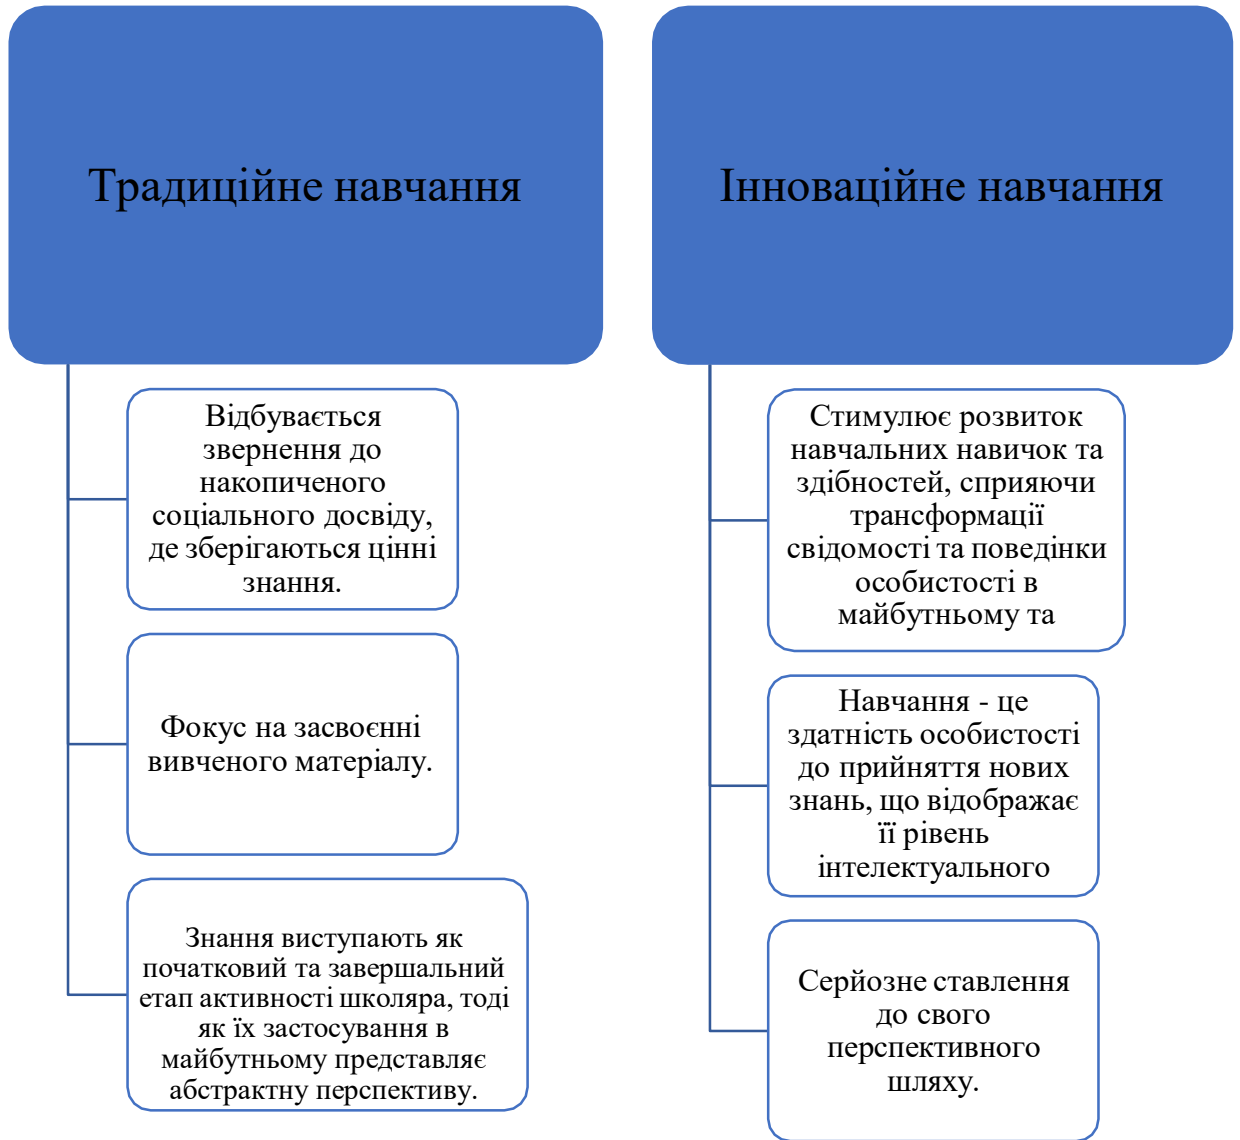 Традиційне навчання
Відбувається
звернення до
накопиченого
соціального досвіду,
де зберігаються цінні
знання.
Фокус на засвоєнні
вивченого матеріалу.
Знання виступають як
початковий та завершальний
етап активності школяра, тоді
як їх застосування в
майбутньому представляє
абстрактну перспективу.
Інноваційне навчання
Стимулює розвиток
навчальних навичок та
здібностей, сприяючи
трансформації
свідомості та поведінки
особистості в
майбутньому та
Навчання - це
здатність особистості
до прийняття нових
знань, що відображає
її рівень
інтелектуального
Серйозне ставлення
до свого
перспективного
шляху.